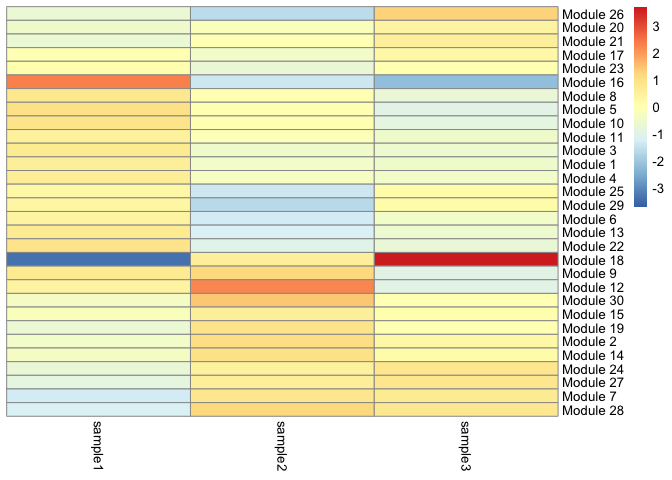 Module 26
Module 20
Module 21
Module 17
Module 23
Module 16
Module 8
Module 5
Module 10
Module 11
Module 3
Module 1
Module 4
Module 25
Module 29
Module 6
Module 13
Module 22
Module 18
Module 9
Module 12
Module 30
Module 15
Module 19
Module 2
Module 14
Module 24
Module 27
Module 7
Module 28
3
2
1
0
-1
-2
-3
sample1
sample2
sample3